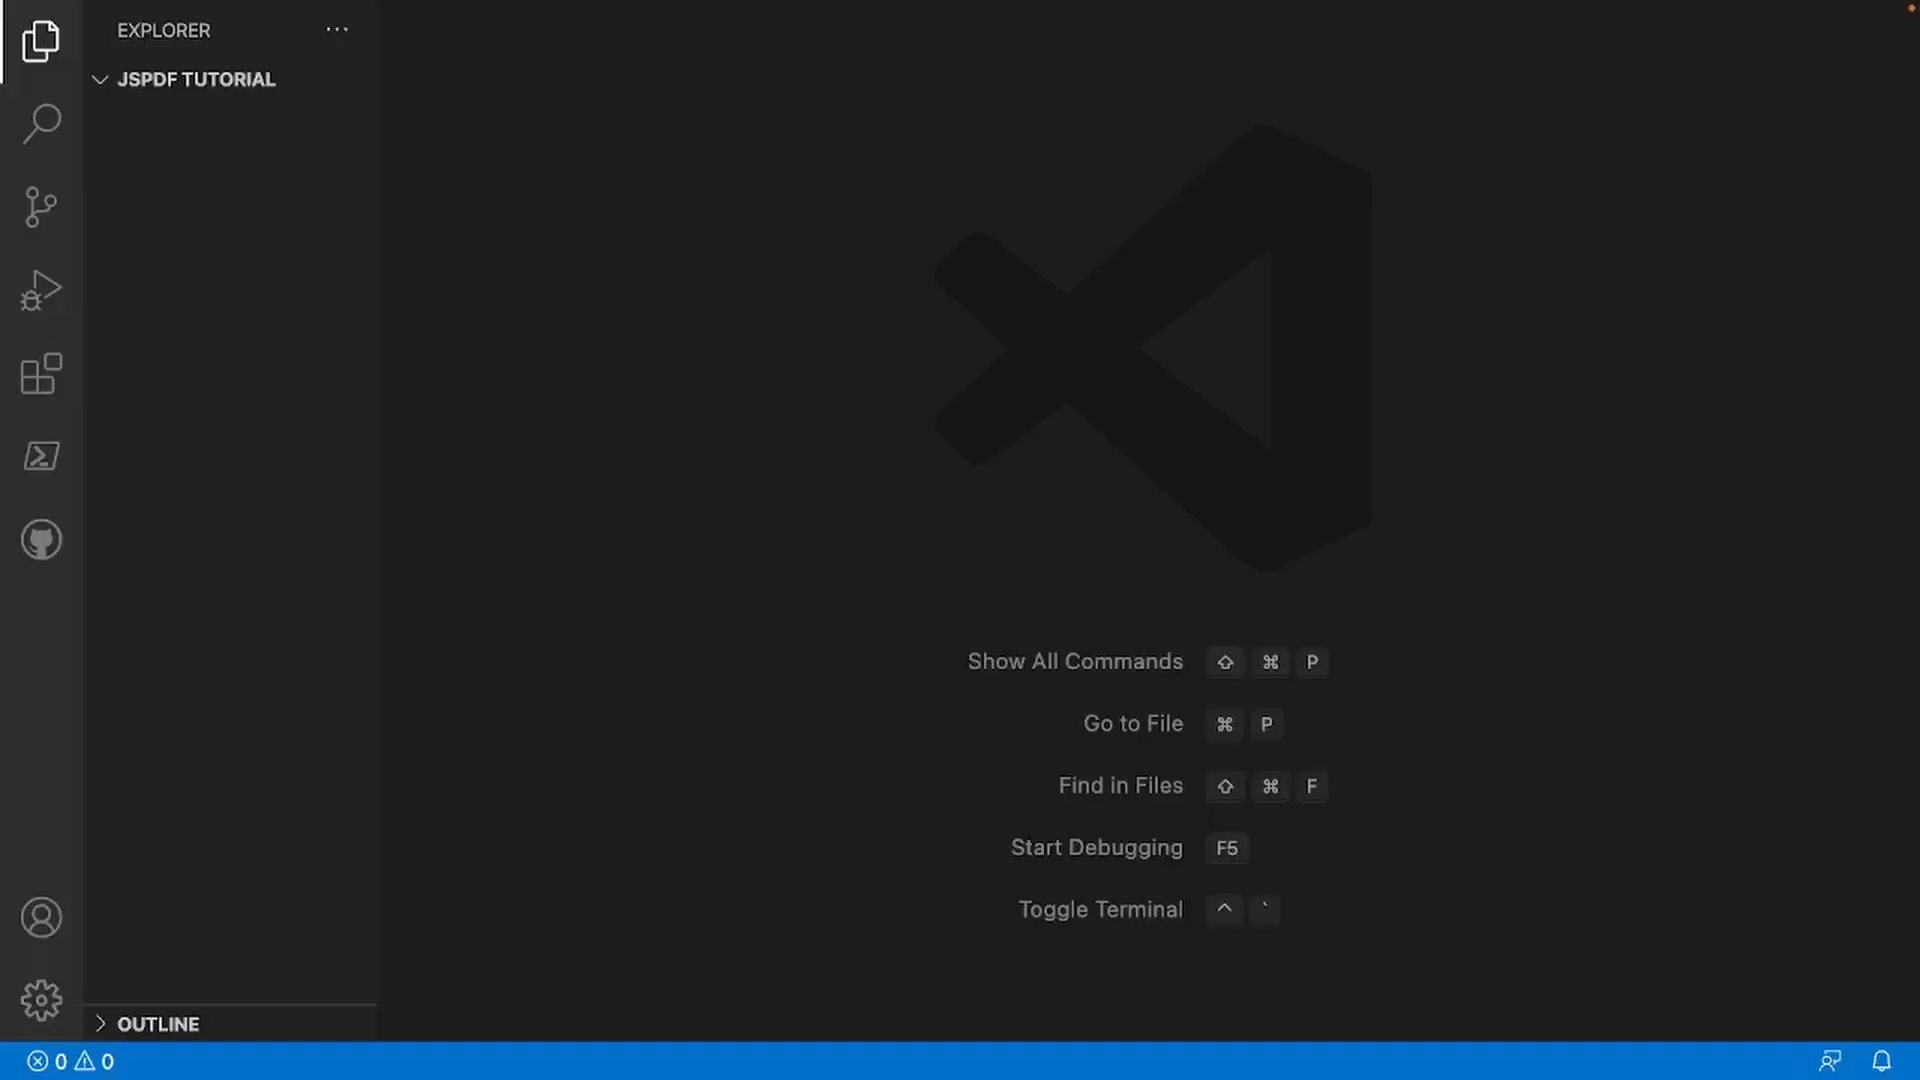 EXPLORER
JSPDF TUTORIAL
Show All Commands ⇧ ⌘ P
Go to File ⌘ P
Find in Files ⇧ ⌘ F
Start Debugging F5
Toggle Terminal ^ `
OUTLINE
0 0